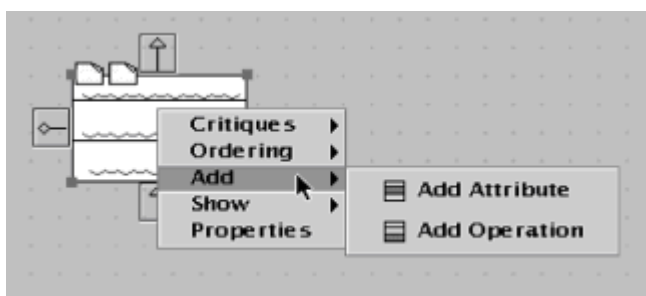 Critiques
Ordering
Add
Show
Properties
Add Attribute
Add Operation